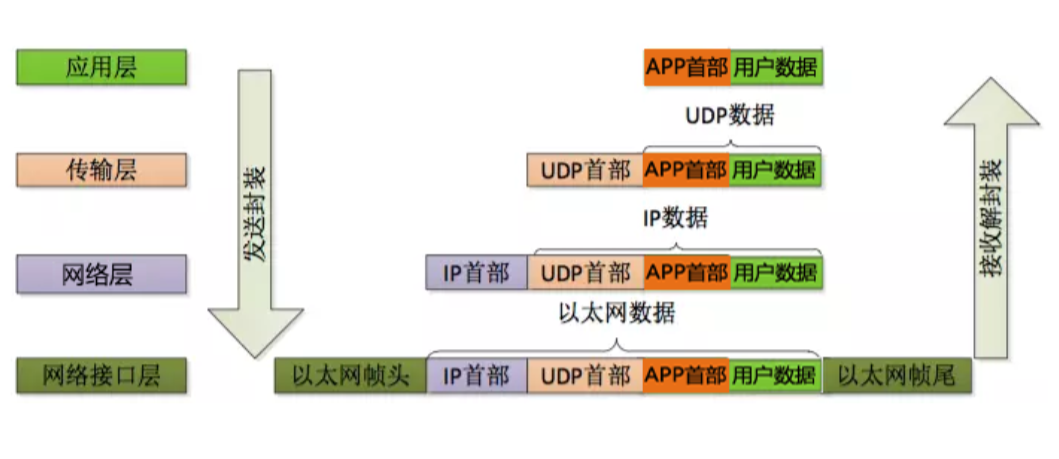 应用层 APP首部 用户数据
UDP数据
传输层 UDP首部 APP首部 用户数据
发送封装
接收解封装
IP数据
网络层 IP首部 UDP首部 APP首部 用户数据
以太网数据
网络接口层 以太网帧头 IP首部 UDP首部 APP首部 用户数据 以太网帧尾